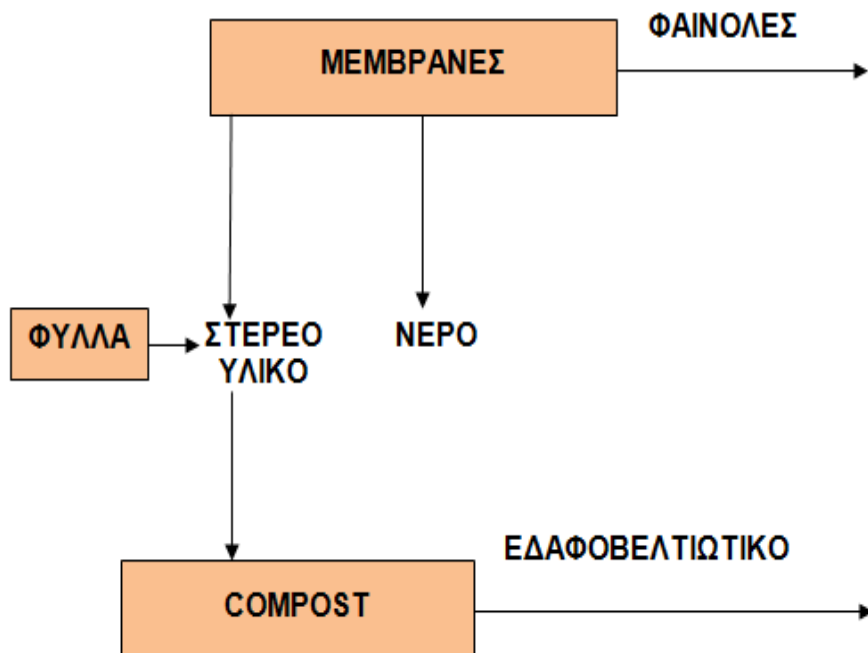 ΦΑΙΝΟΛΕΣ
ΜΕΜΒΡΑΝΕΣ
ΦΥΛΛΑ
ΣΤΕΡΕΟ
ΥΛΙΚΟ
ΝΕΡΟ
ΕΔΑΦΟΒΕΛΤΙΩΤΙΚΟ
COMPOST